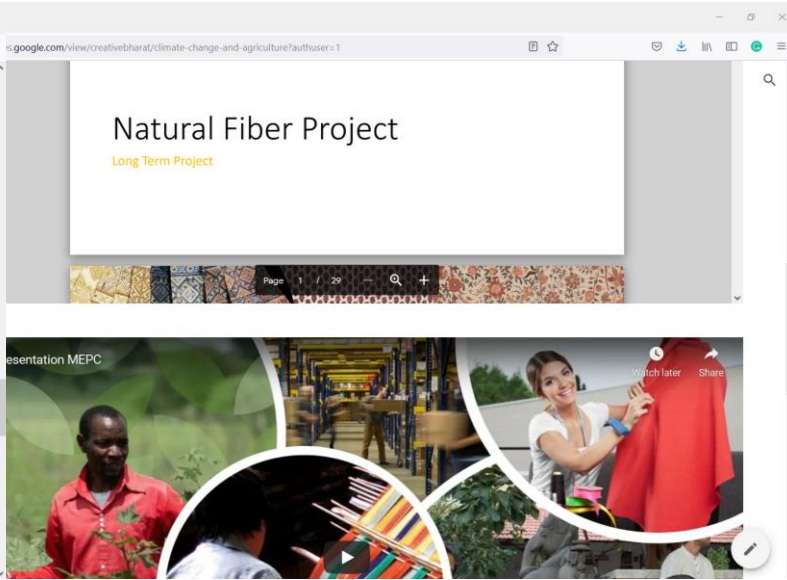 s.google.com/view/creativebharat/climate-change-and-agriculture?authuser=1
Natural Fiber Project
Long Term Project
Page 1 / 29
esentation MEPC
Watch later Share